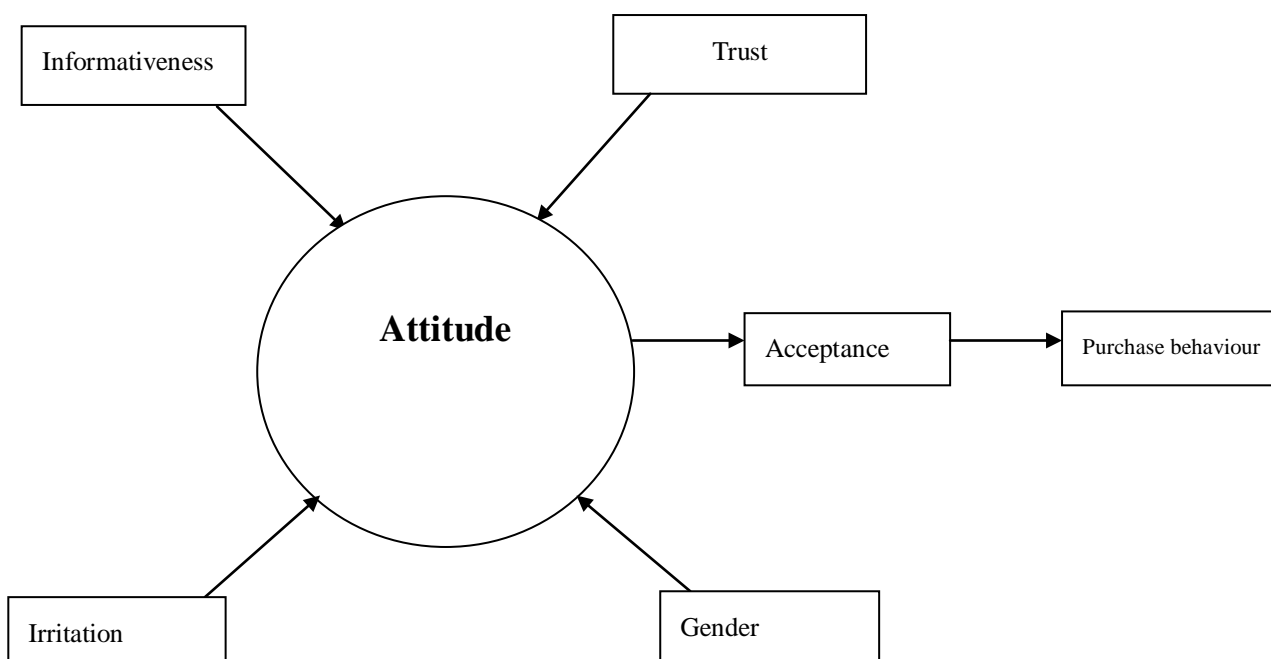 Informativeness
Trust
Attitude
Acceptance
Purchase behaviour
Irritation
Gender